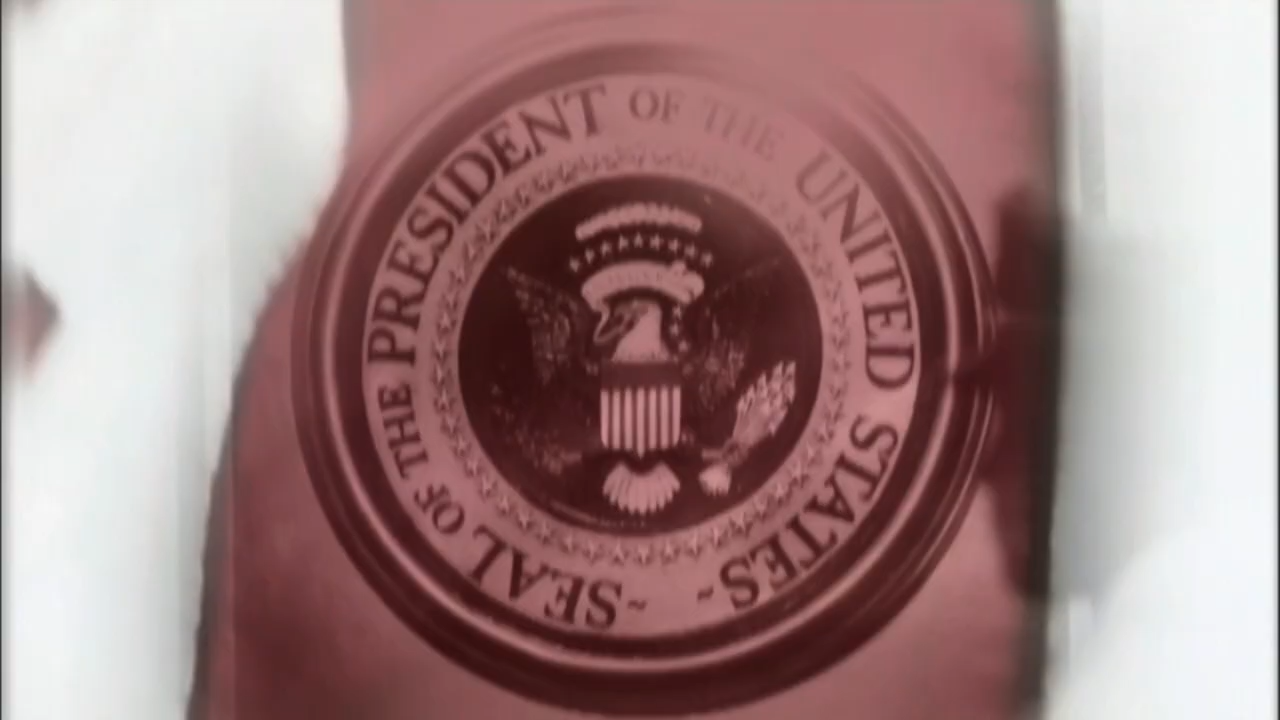 SEAL OF THE PRESIDENT OF THE UNITED STATES